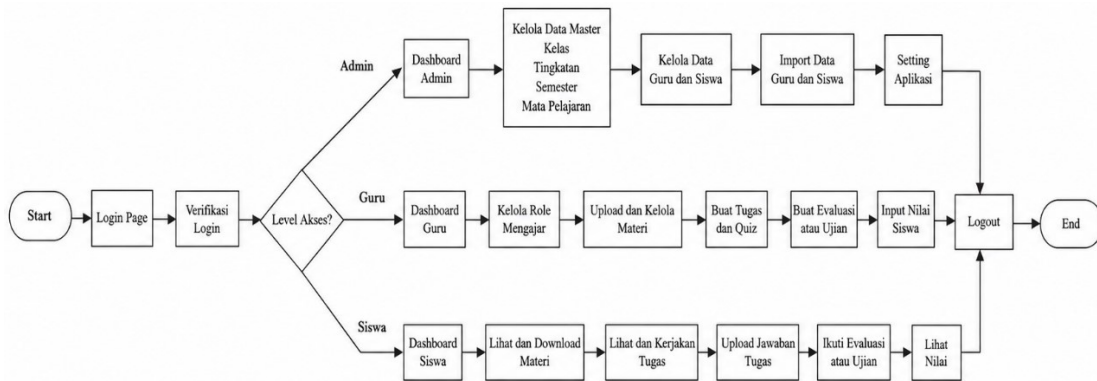 Start
Login Page
Verifikasi
Login
Level Akses?
Admin
Dashboard
Admin
Kelola Data Master
Kelas
Tingkatan
Semester
Mata Pelajaran
Kelola Data
Guru dan Siswa
Import Data
Guru dan Siswa
Setting
Aplikasi
Guru
Dashboard
Guru
Kelola Role
Mengajar
Upload dan Kelola
Materi
Buat Tugas
dan Quiz
Buat Evaluasi
atau Ujian
Input Nilai
Siswa
Siswa
Dashboard
Siswa
Lihat dan Download
Materi
Lihat dan Kerjakan
Tugas
Upload Jawaban
Tugas
Ikuti Evaluasi
atau Ujian
Lihat
Nilai
Logout
End